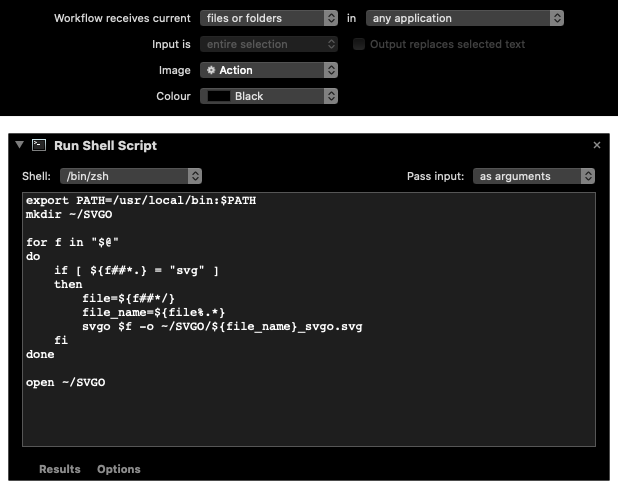 Workflow receives current files or folders in any application
Input is entire selection Output replaces selected text
Image Action
Colour Black
Run Shell Script
Shell: /bin/zsh Pass input: as arguments
export PATH=/usr/local/bin:$PATH
mkdir ~/SVGO
for f in "$@"
do
if [ ${f##*.} = "svg" ]
then
file=${f##*/}
file_name=${file%.*}
svgo $f -o ~/SVGO/${file_name}_svgo.svg
fi
done
open ~/SVGO
Results Options